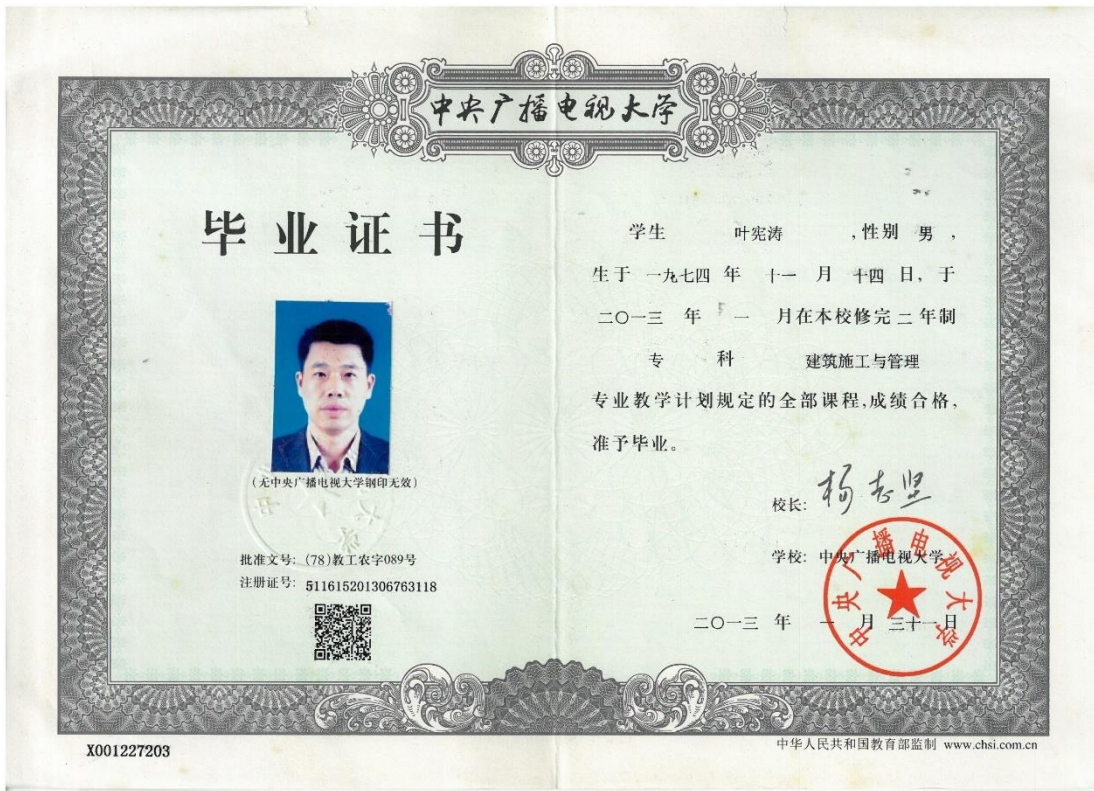 中央广播电视大学
毕业证书
(无中央广播电视大学钢印无效)
批准文号: (78)教工农字089号
注册证号: 511615201306763118
X001227203
学生 叶宪涛 ,性别 男 ,
生于 一九七四 年 十一 月 十四 日, 于
二〇一三 年 一 月在本校修完 二 年制
专 科 建筑施工与管理
专业教学计划规定的全部课程,成绩合格,
准予毕业。
校长: 杨志坚
学校: 中央广播电视大学
中央广播电视大学
二〇一三 年 一 月 三十一日
中华人民共和国教育部监制 www.chsi.com.cn